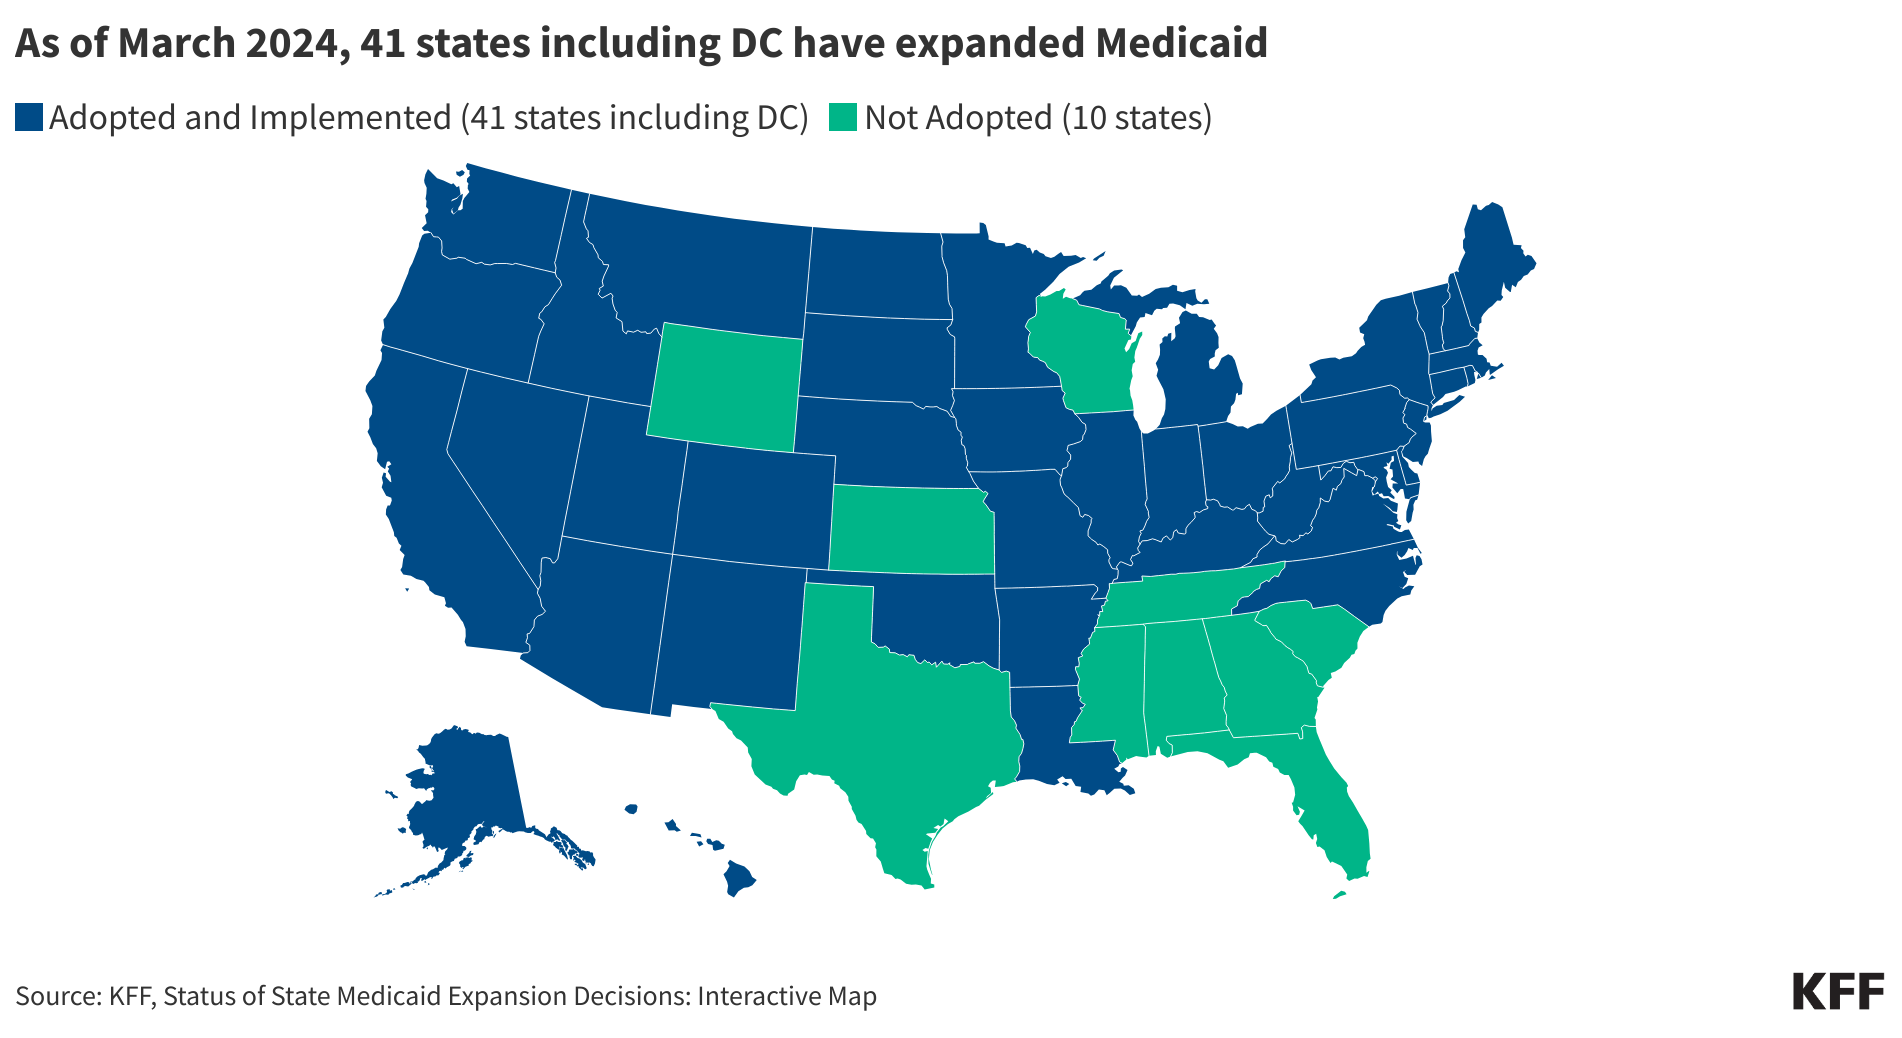 As of March 2024, 41 states including DC have expanded Medicaid
Adopted and Implemented (41 states including DC) Not Adopted (10 states)
Source: KFF, Status of State Medicaid Expansion Decisions: Interactive Map
KFF